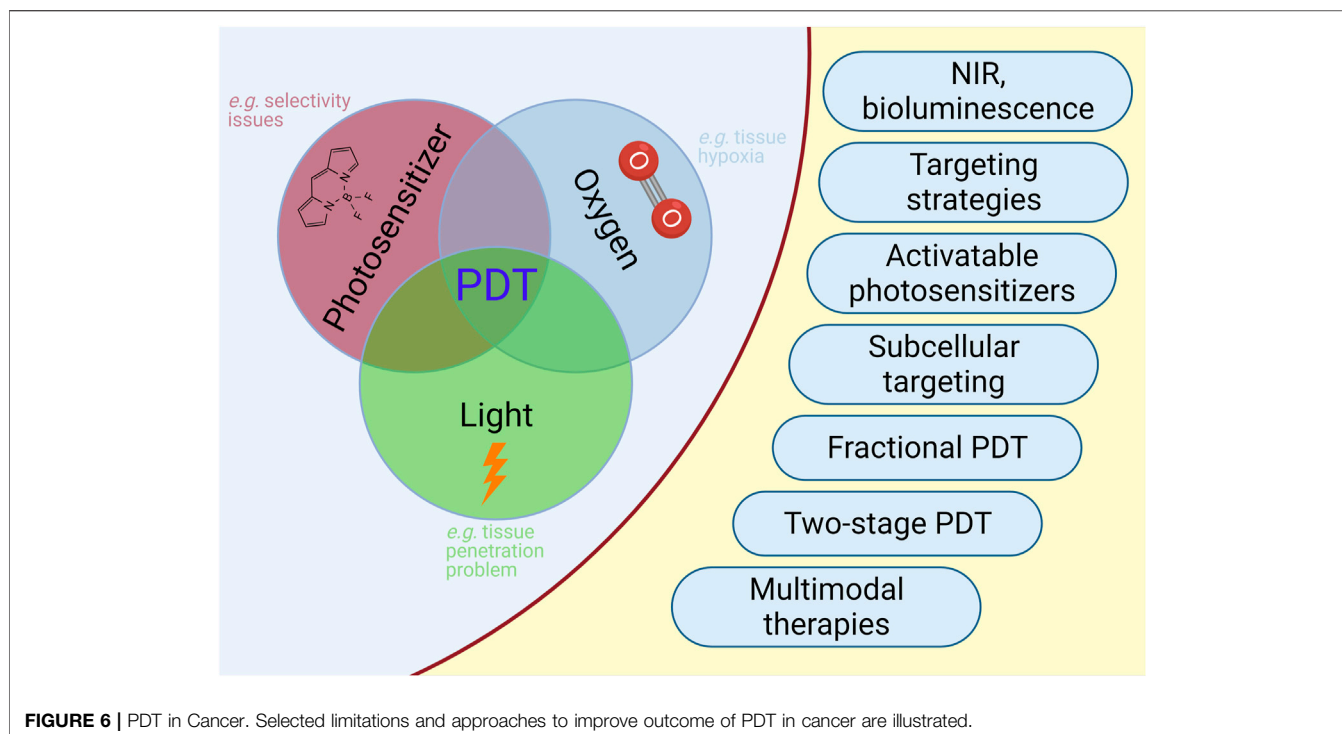 e.g. selectivity
issues
Photosensitizer
N
N
B
F
F
Oxygen
O
O
e.g. tissue
hypoxia
PDT
Light
e.g. tissue
penetration
problem
NIR,
bioluminescence
Targeting
strategies
Activatable
photosensitizers
Subcellular
targeting
Fractional PDT
Two-stage PDT
Multimodal
therapies
FIGURE 6 | PDT in Cancer. Selected limitations and approaches to improve outcome of PDT in cancer are illustrated.